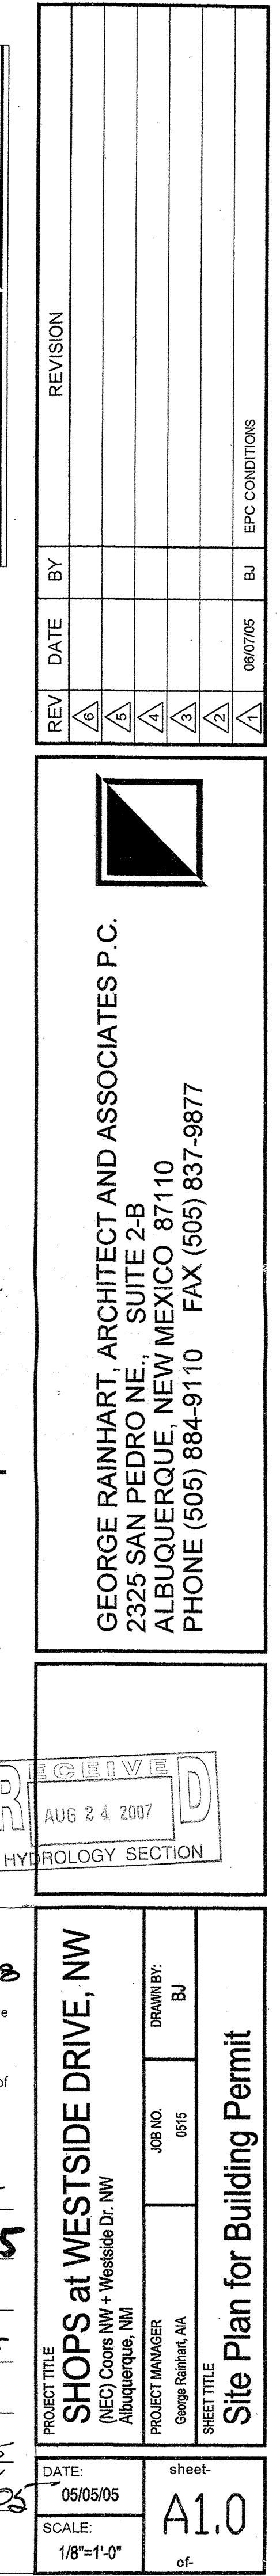 REV DATE BY REVISION
6
5
4
3
2
1 06/07/05 BJ EPC CONDITIONS
GEORGE RAINHART, ARCHITECT AND ASSOCIATES P.C.
2325 SAN PEDRO NE., SUITE 2-B
ALBUQUERQUE, NEW MEXICO 87110
PHONE (505) 884-9110 FAX (505) 837-9877
RECEIVED
AUG 24 2007
HYDROLOGY SECTION
PROJECT TITLE
SHOPS at WESTSIDE DRIVE, NW
(NEC) Coors NW + Westside Dr. NW
Albuquerque, NM
PROJECT MANAGER
George Rainhart, AIA
JOB NO.
0515
DRAWN BY:
BJ
SHEET TITLE
Site Plan for Building Permit
DATE:
05/05/05
SCALE:
1/8"=1'-0"
sheet-
A1.0
of-
8
e
of
5